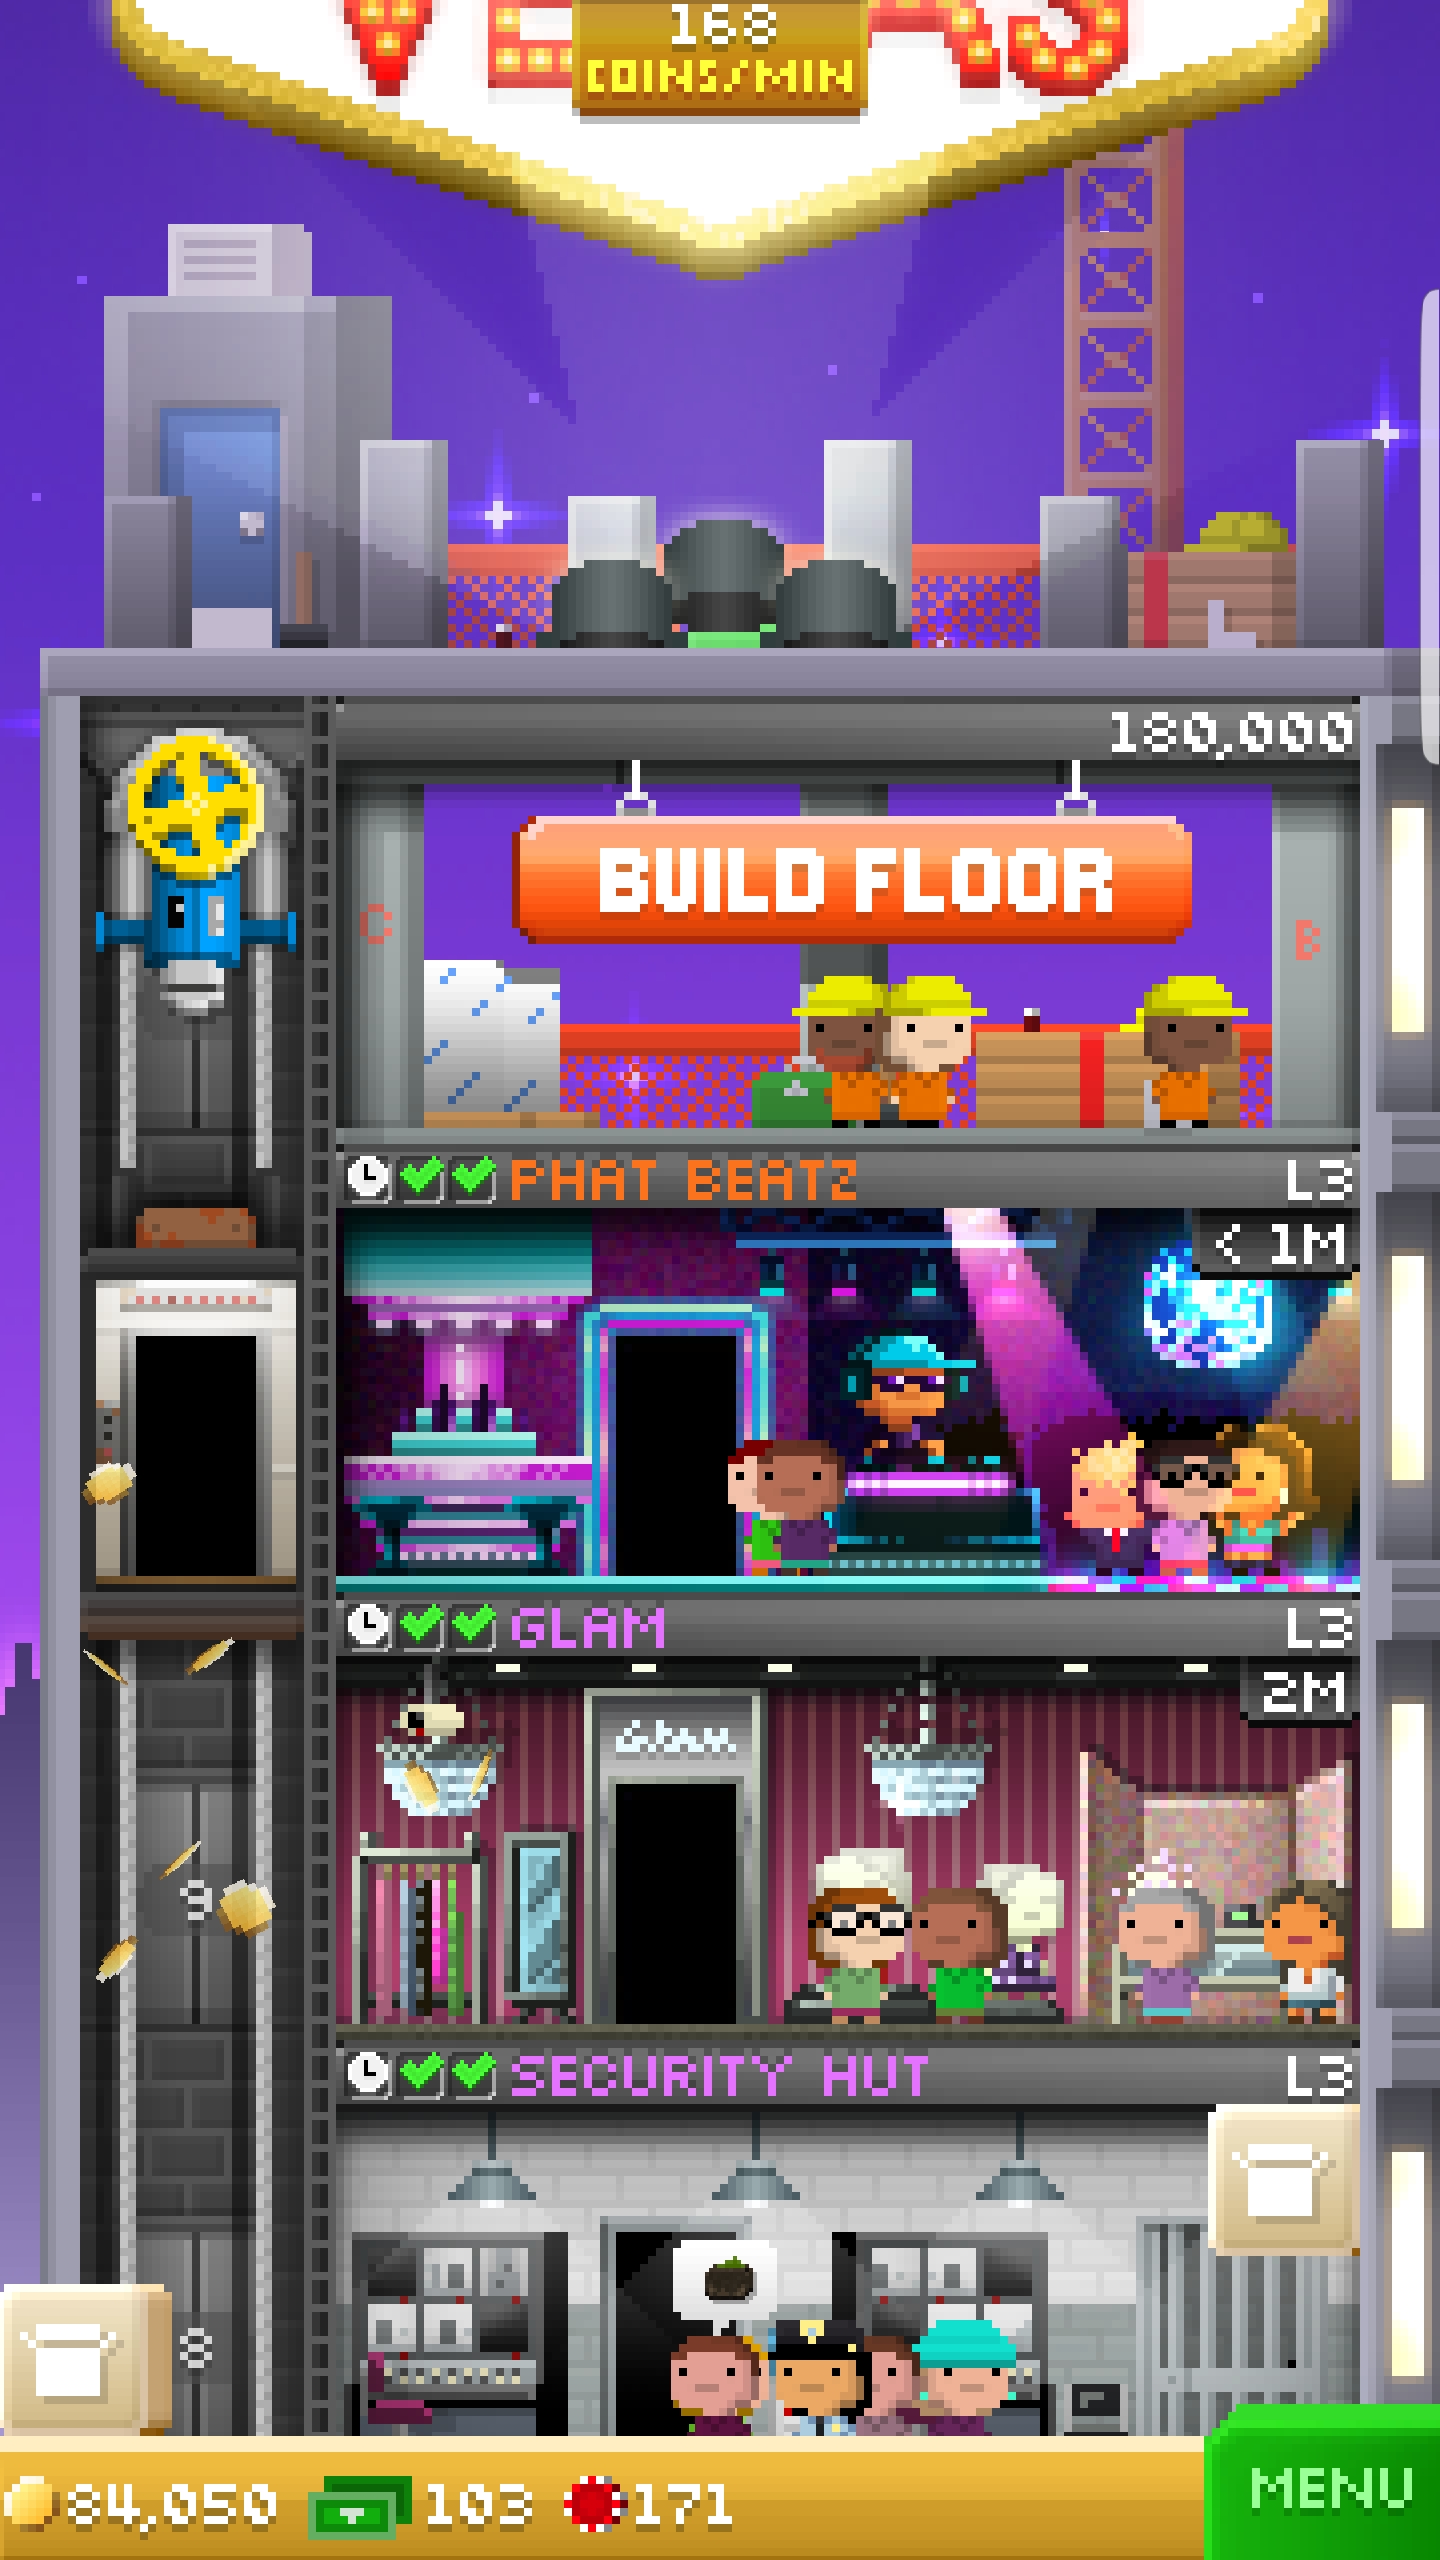 168
COINS/MIN
180,000
BUILD FLOOR
C
B
PHAT BEATZ
L3
< 1M
GLAM
L3
2M
Glam
9
SECURITY HUT
L3
8
84,050 103 171
MENU